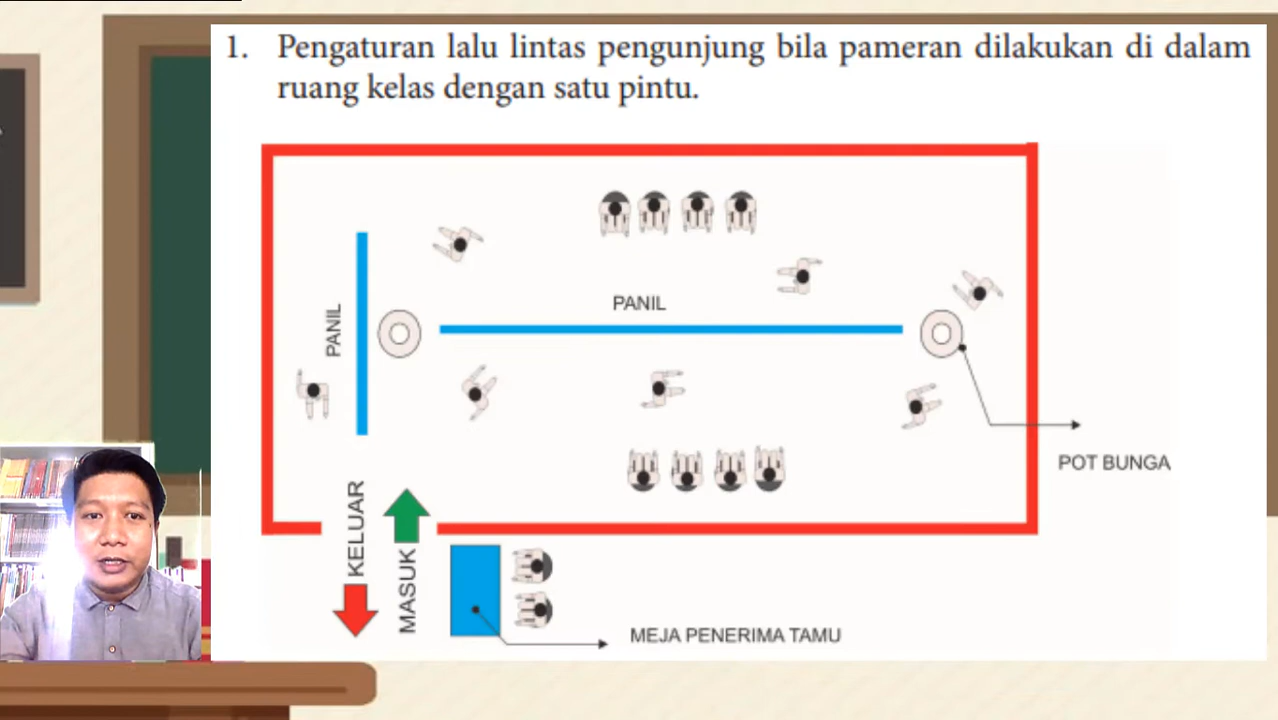 1. Pengaturan lalu lintas pengunjung bila pameran dilakukan di dalam
ruang kelas dengan satu pintu.
PANIL
PANIL
POT BUNGA
KELUAR
MASUK
MEJA PENERIMA TAMU